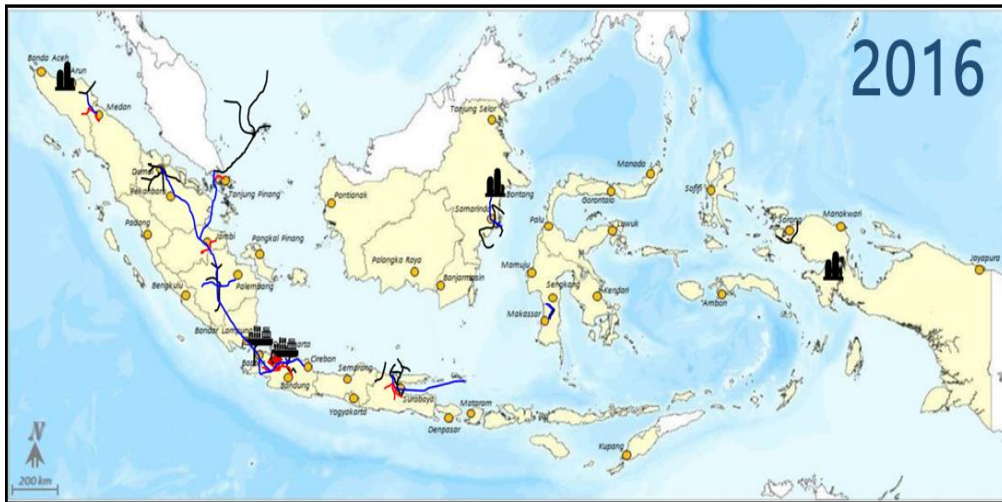 2016
Banda Aceh
Arun
Medan
Tanjung Selor
Dumai
Pekanbaru
Tanjung Pinang
Pontianak
Bontang
Samarinda
Manado
Gorontalo
Sofifi
Sorong
Manokwari
Padang
Jambi
Pangkal Pinang
Palu
Luwuk
Jayapura
Bengkulu
Palembang
Palangka Raya
Banjarmasin
Mamuju
Sengkang
Kendari
Ambon
Bandar Lampung
Makassar
Cirebon
Bandung
Semarang
Surabaya
Yogyakarta
Denpasar
Mataram
Kupang
N
200 km